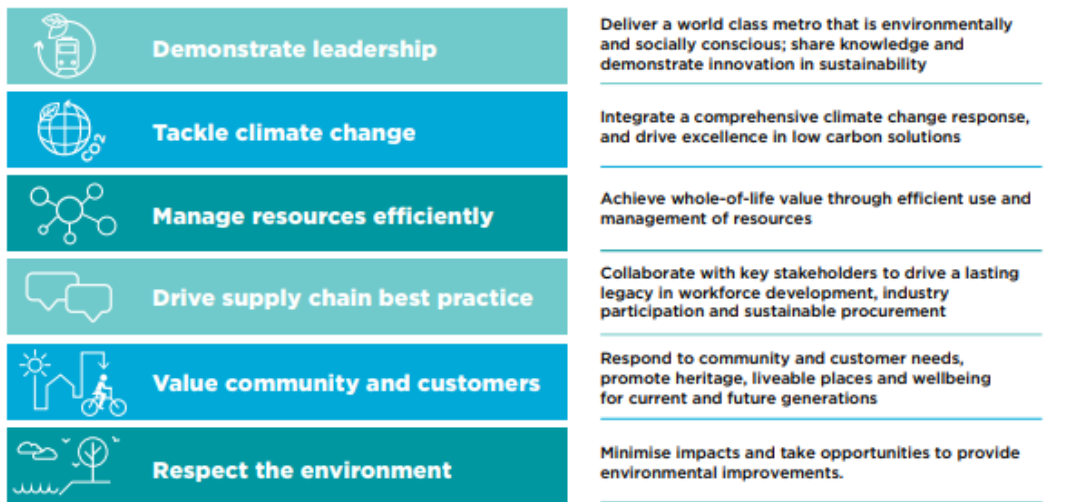 Demonstrate leadership
Deliver a world class metro that is environmentally
and socially conscious; share knowledge and
demonstrate innovation in sustainability
CO2
Tackle climate change
Integrate a comprehensive climate change response,
and drive excellence in low carbon solutions
Manage resources efficiently
Achieve whole-of-life value through efficient use and
management of resources
Drive supply chain best practice
Collaborate with key stakeholders to drive a lasting
legacy in workforce development, industry
participation and sustainable procurement
Value community and customers
Respond to community and customer needs,
promote heritage, liveable places and wellbeing
for current and future generations
Respect the environment
Minimise impacts and take opportunities to provide
environmental improvements.